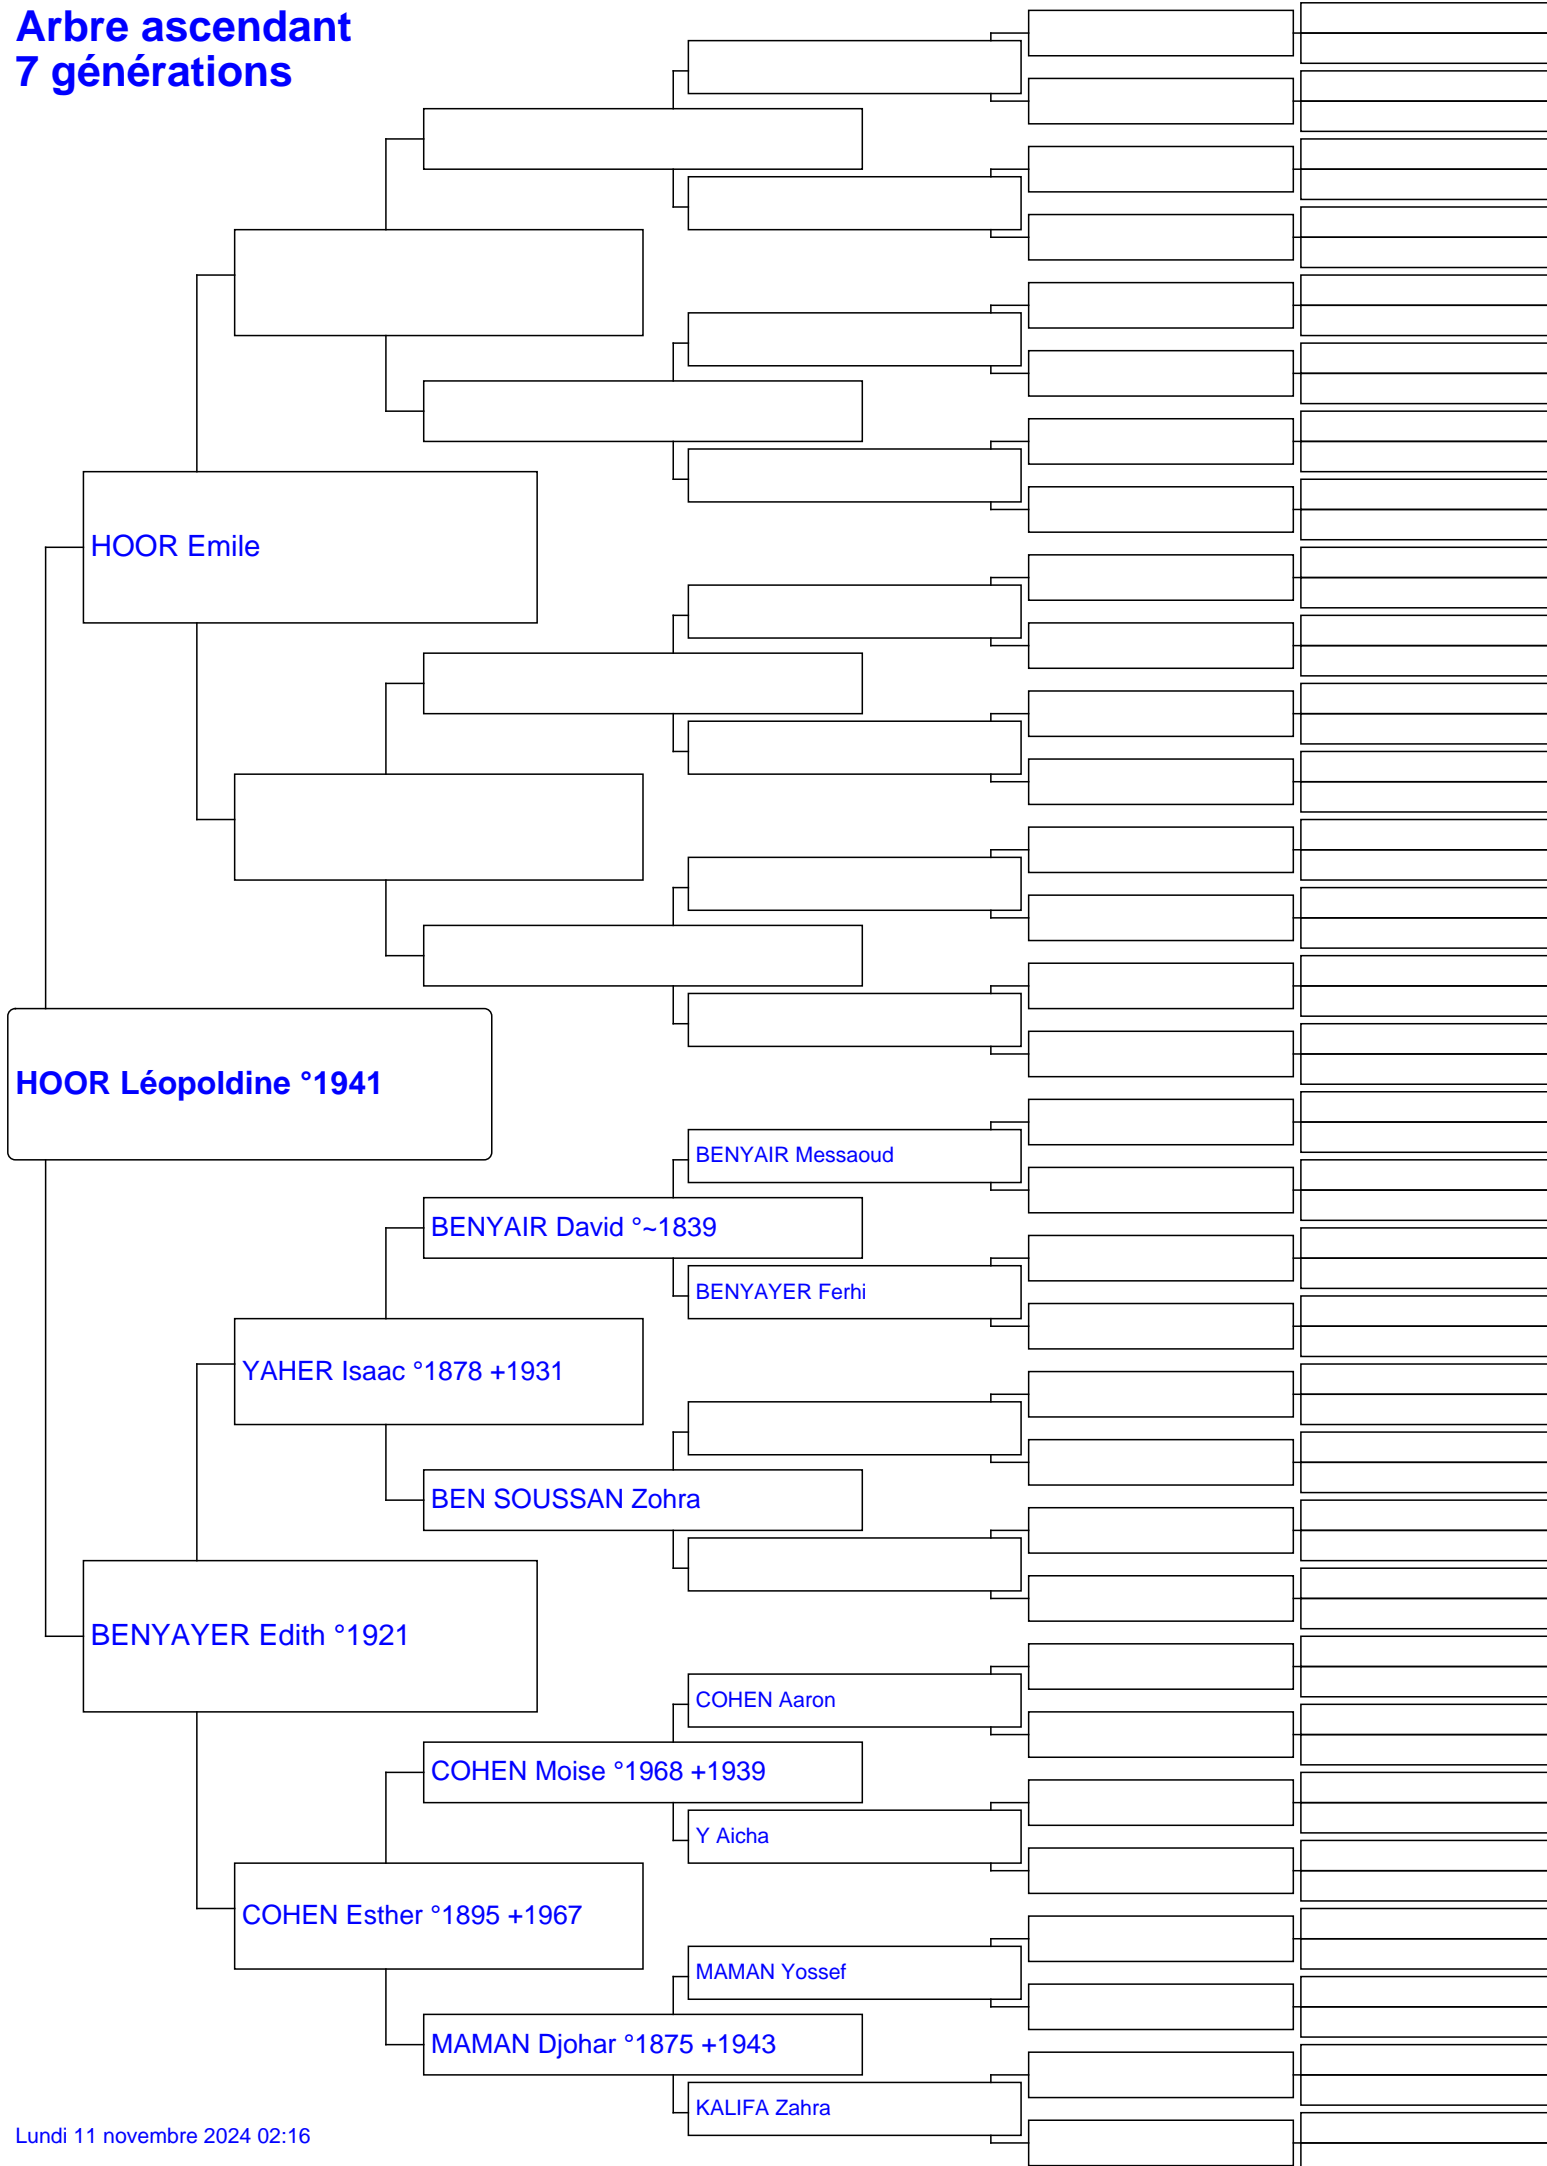 Arbre ascendant
7 générations
HOOR Emile
HOOR Léopoldine °1941
BENYAIR Messaoud
BENYAIR David °~1839
BENYAYER Ferhi
YAHER Isaac °1878 +1931
BEN SOUSSAN Zohra
BENYAYER Edith °1921
COHEN Aaron
COHEN Moise °1968 +1939
Y Aicha
COHEN Esther °1895 +1967
MAMAN Yossef
MAMAN Djohar °1875 +1943
KALIFA Zahra
Lundi 11 novembre 2024 02:16